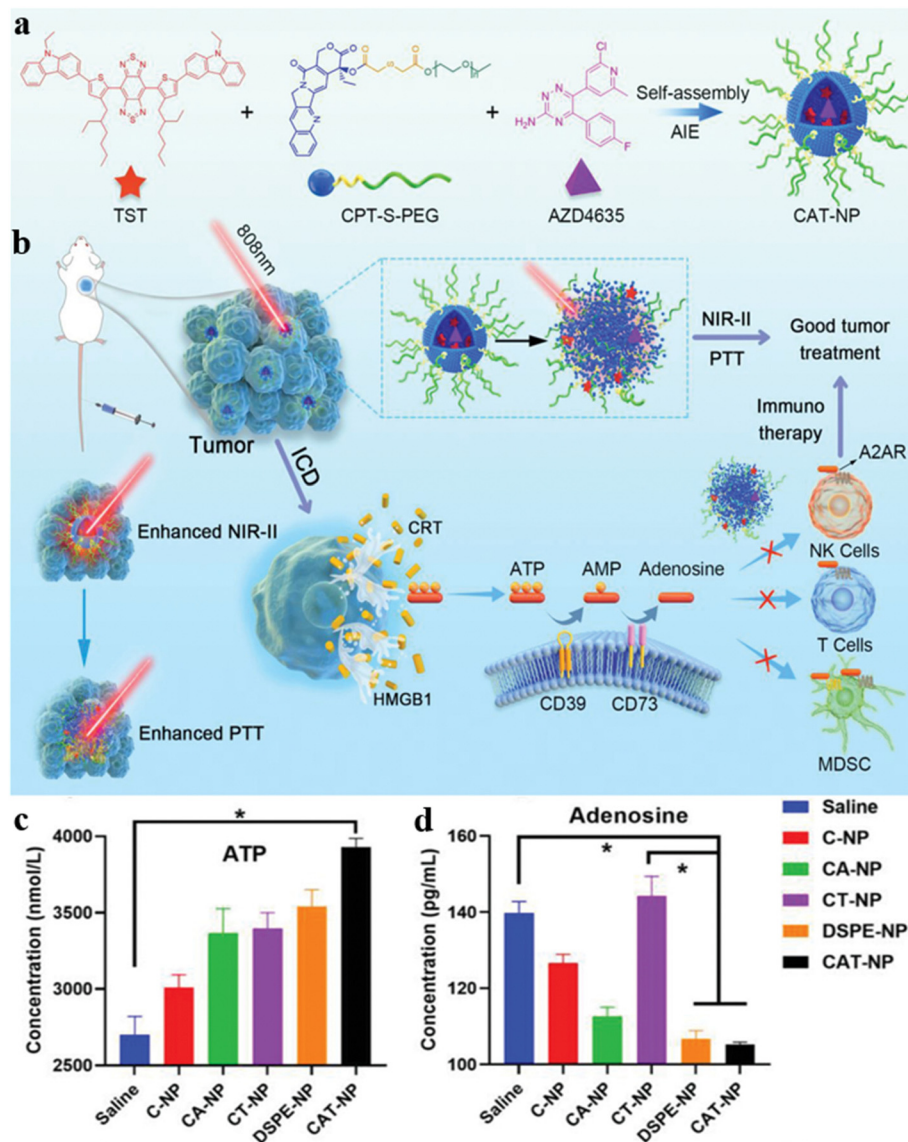 a
S
N
N
N
S
S
N
N
N
S
N
+
O
O
N
N
O
O
S
O
O
O
n
+
Cl
N
N
N
N
H₂N
F
Self-assembly
AIE
TST
CPT-S-PEG
AZD4635
CAT-NP
b
808nm
NIR-II
PTT
Good tumor
treatment
Tumor
ICD
Immuno
therapy
A2AR
Enhanced NIR-II
CRT
ATP
AMP
Adenosine
NK Cells
T Cells
HMGB1
CD39
CD73
Enhanced PTT
MDSC
c
*
ATP
Concentration (nmol/L)
4000
3500
3000
2500
Saline
C-NP
CA-NP
CT-NP
DSPE-NP
CAT-NP
d
Adenosine
*
*
Concentration (pg/mL)
160
140
120
100
Saline
C-NP
CA-NP
CT-NP
DSPE-NP
CAT-NP
Saline
C-NP
CA-NP
CT-NP
DSPE-NP
CAT-NP